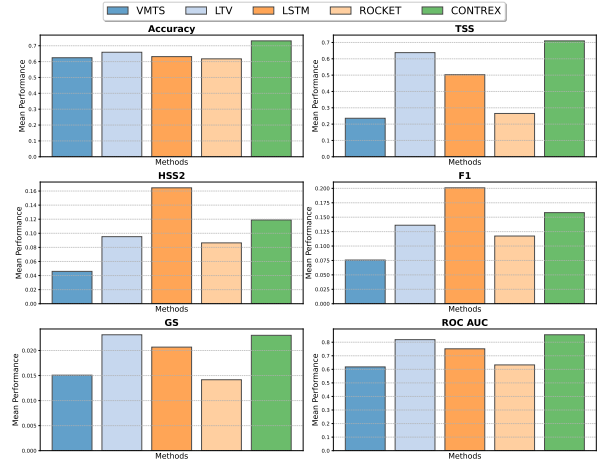 VMTS LTV LSTM ROCKET CONTREX
Accuracy
Mean Performance
0.7
0.6
0.5
0.4
0.3
0.2
0.1
0.0
Methods
TSS
Mean Performance
0.7
0.6
0.5
0.4
0.3
0.2
0.1
0.0
Methods
HSS2
Mean Performance
0.16
0.14
0.12
0.10
0.08
0.06
0.04
0.02
0.00
Methods
F1
Mean Performance
0.200
0.175
0.150
0.125
0.100
0.075
0.050
0.025
0.000
Methods
GS
Mean Performance
0.020
0.015
0.010
0.005
0.000
Methods
ROC AUC
Mean Performance
0.8
0.7
0.6
0.5
0.4
0.3
0.2
0.1
0.0
Methods